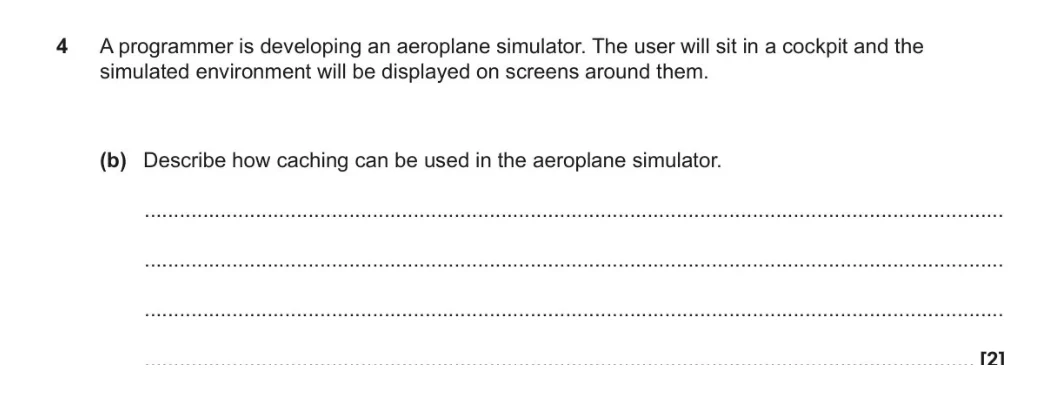 4 A programmer is developing an aeroplane simulator. The user will sit in a cockpit and the
simulated environment will be displayed on screens around them.
(b) Describe how caching can be used in the aeroplane simulator.
[2]